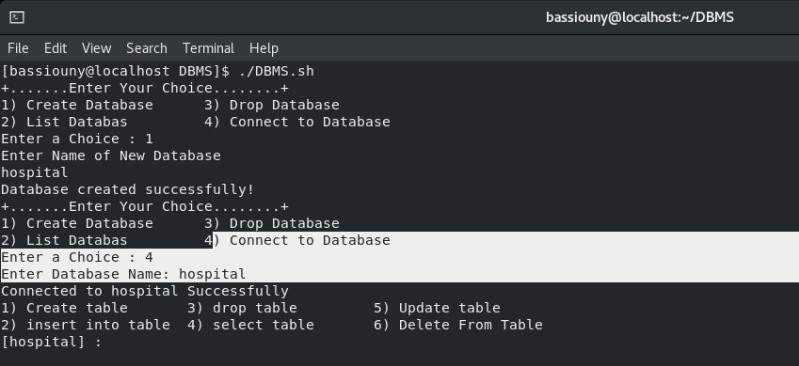 bassiouny@localhost:~/DBMS
File Edit View Search Terminal Help
[bassiouny@localhost DBMS]$ ./DBMS.sh
+.......Enter Your Choice........+
1) Create Database      3) Drop Database
2) List Databas         4) Connect to Database
Enter a Choice : 1
Enter Name of New Database
hospital
Database created successfully!
+.......Enter Your Choice........+
1) Create Database      3) Drop Database
2) List Databas         4) Connect to Database
Enter a Choice : 4
Enter Database Name: hospital
Connected to hospital Successfully
1) Create table       3) drop table         5) Update table
2) insert into table  4) select table       6) Delete From Table
[hospital] :